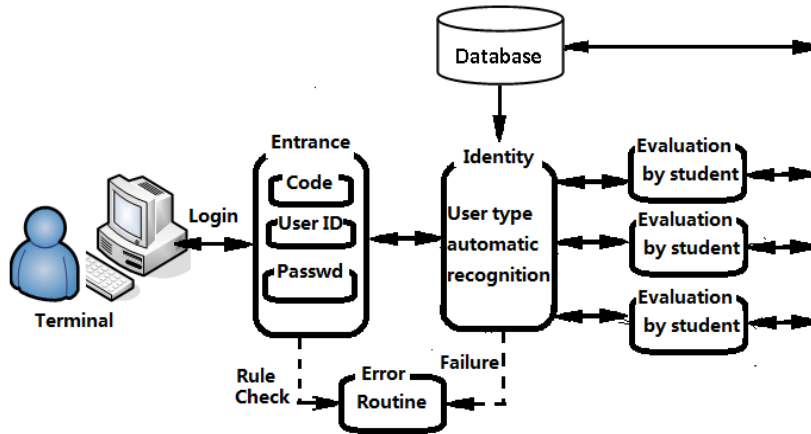 Database
Entrance
Code
User ID
Passwd
Login
Terminal
Identity
User type
automatic
recognition
Evaluation
by student
Evaluation
by student
Evaluation
by student
Rule
Check
Error
Routine
Failure